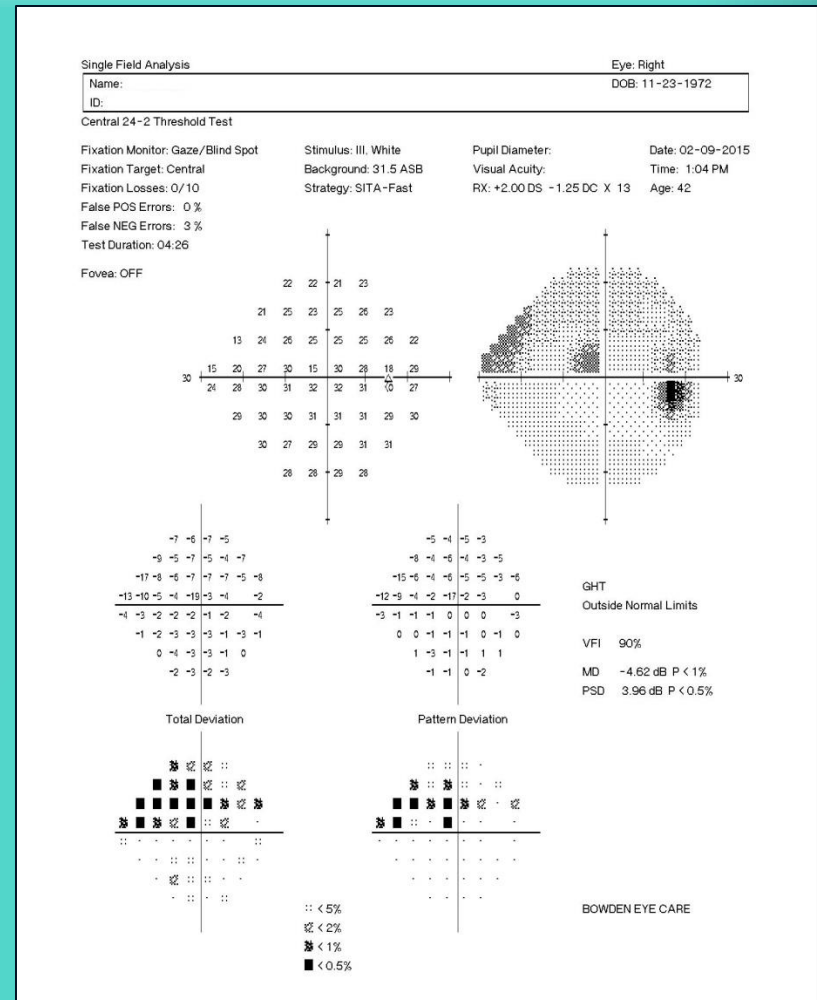 Single Field Analysis
Eye: Right
Name:
DOB: 11-23-1972
ID:
Central 24-2 Threshold Test
Fixation Monitor: Gaze/Blind Spot
Fixation Target: Central
Fixation Losses: 0/10
False POS Errors: 0 %
False NEG Errors: 3 %
Test Duration: 04:26
Fovea: OFF
Stimulus: III, White
Background: 31.5 ASB
Strategy: SITA-Fast
Pupil Diameter:
Visual Acuity:
RX: +2.00 DS -1.25 DC X 13
Date: 02-09-2015
Time: 1:04 PM
Age: 42
22 22 21 23
21 25 23 25 26 23
13 24 26 25 25 25 26 22
30 15 20 27 30 15 30 28 18 29
24 28 30 31 32 32 31 <0 27
29 30 30 31 31 31 29 30
30 27 29 29 31 31
28 28 29 28
30
-7 -6 -7 -5
-9 -5 -7 -5 -4 -7
-17 -8 -6 -7 -7 -7 -5 -8
-13 -10 -5 -4 -19 -3 -4 -2
-4 -3 -2 -2 -2 -1 -2 -4
-1 -2 -3 -3 -3 -1 -3 -1
0 -4 -3 -3 -1 0
-2 -3 -2 -3
Total Deviation
-5 -4 -5 -3
-8 -4 -6 -4 -3 -5
-15 -6 -4 -6 -5 -5 -3 -6
-12 -9 -4 -2 -17 -2 -3 0
-3 -1 -1 -1 0 0 0 -3
0 0 -1 -1 -1 0 -1 0
1 -3 -1 -1 1 1
-1 -1 0 -2
Pattern Deviation
GHT
Outside Normal Limits
VFI 90%
MD -4.62 dB P < 1%
PSD 3.96 dB P < 0.5%
< 5%
< 2%
< 1%
< 0.5%
BOWDEN EYE CARE